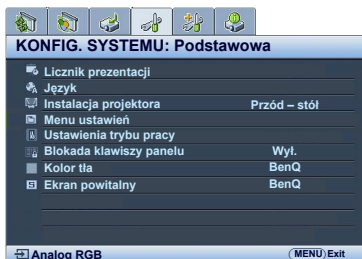 KONFIG. SYSTEMU: Podstawowa
Licznik prezentacji
Język
Instalacja projektora Przód – stół
Menu ustawień
Ustawienia trybu pracy
Blokada klawiszy panelu Wył.
Kolor tła BenQ
Ekran powitalny BenQ
Analog RGB MENU Exit